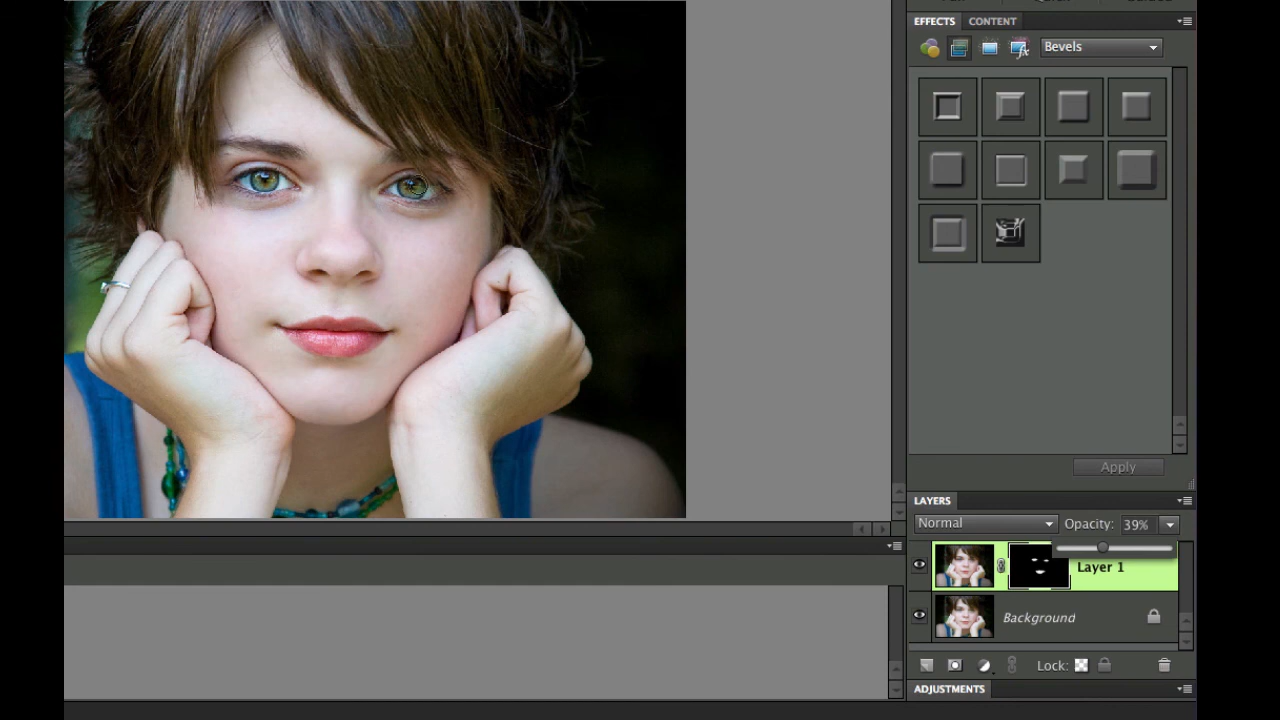 EFFECTS CONTENT
Bevels
Apply
LAYERS
Normal Opacity: 39%
Layer 1
Background
Lock:
ADJUSTMENTS